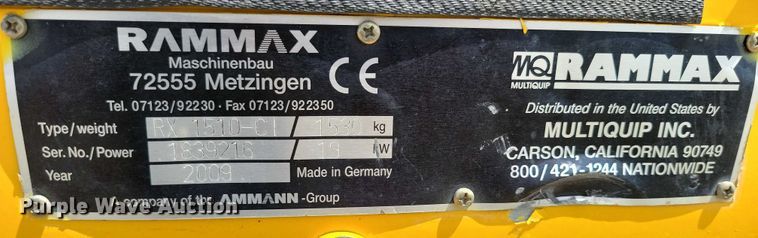 RAMMAX
Maschinenbau
72555 Metzingen CE
Tel. 07123/92230 · Fax 07123/922350
Type/weight RX 1510-CI / 1530 kg
Ser. No./Power 1839216 / 15 kW
Year 2009 Made in Germany
A company of the AMMANN-Group
MQ RAMMAX
MULTIQUIP
Distributed in the United States by
MULTIQUIP INC.
CARSON, CALIFORNIA 90749
800/421-1244 NATIONWIDE
Purple Wave Auction